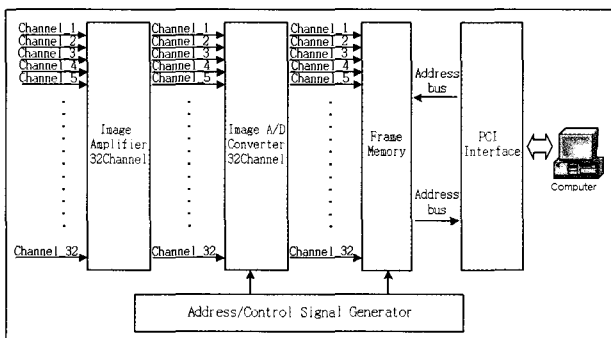 Channel_1
Channel_2
Channel_3
Channel_4
Channel_5
Channel_32
Image
Amplifier
32Channel
Channel_1
Channel_2
Channel_3
Channel_4
Channel_5
Channel_32
Image A/D
Converter
32Channel
Channel_1
Channel_2
Channel_3
Channel_4
Channel_5
Channel_32
Frame
Memory
Address
bus
Address
bus
PCI
Interface
Computer
Address/Control Signal Generator